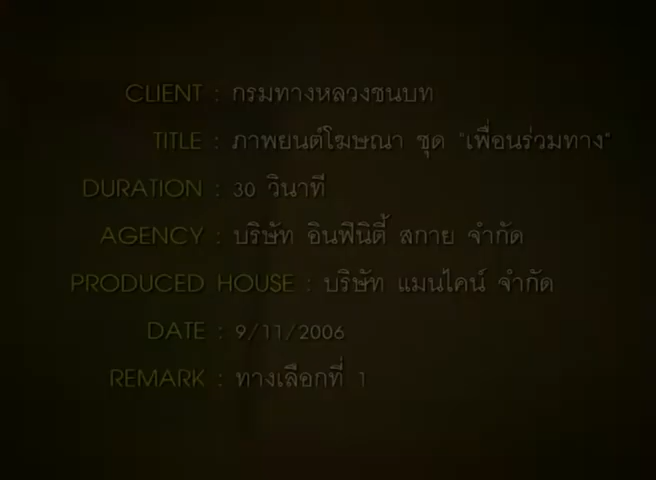 CLIENT : กรมทางหลวงชนบท
TITLE : ภาพยนต์โฆษณา ชุด "เพื่อนร่วมทาง"
DURATION : 30 วินาที
AGENCY : บริษัท อินฟินิตี้ สกาย จำกัด
PRODUCED HOUSE : บริษัท แมนไคน์ จำกัด
DATE : 9/11/2006
REMARK : ทางเลือกที่ 1